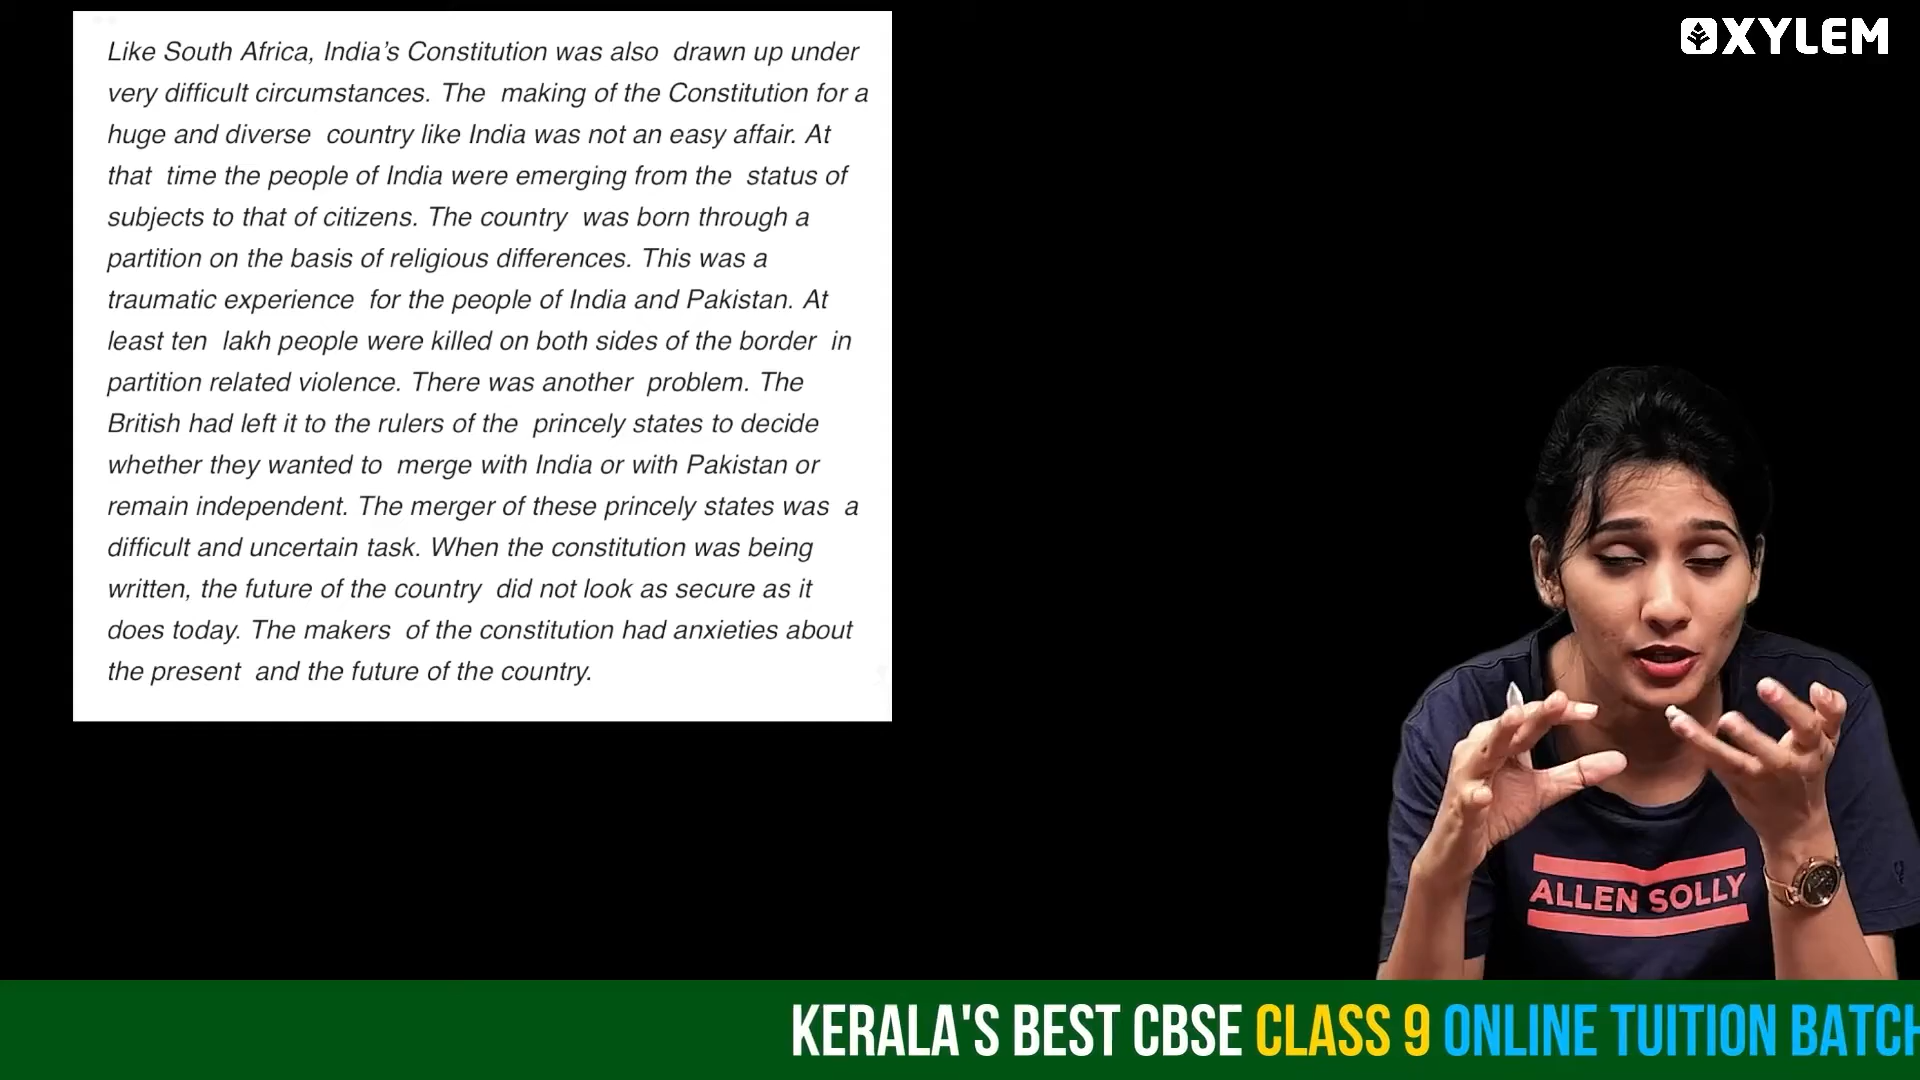 XYLEM
Like South Africa, India’s Constitution was also drawn up under
very difficult circumstances. The making of the Constitution for a
huge and diverse country like India was not an easy affair. At
that time the people of India were emerging from the status of
subjects to that of citizens. The country was born through a
partition on the basis of religious differences. This was a
traumatic experience for the people of India and Pakistan. At
least ten lakh people were killed on both sides of the border in
partition related violence. There was another problem. The
British had left it to the rulers of the princely states to decide
whether they wanted to merge with India or with Pakistan or
remain independent. The merger of these princely states was a
difficult and uncertain task. When the constitution was being
written, the future of the country did not look as secure as it
does today. The makers of the constitution had anxieties about
the present and the future of the country.
ALLEN SOLLY
KERALA'S BEST CBSE CLASS 9 ONLINE TUITION BATCH